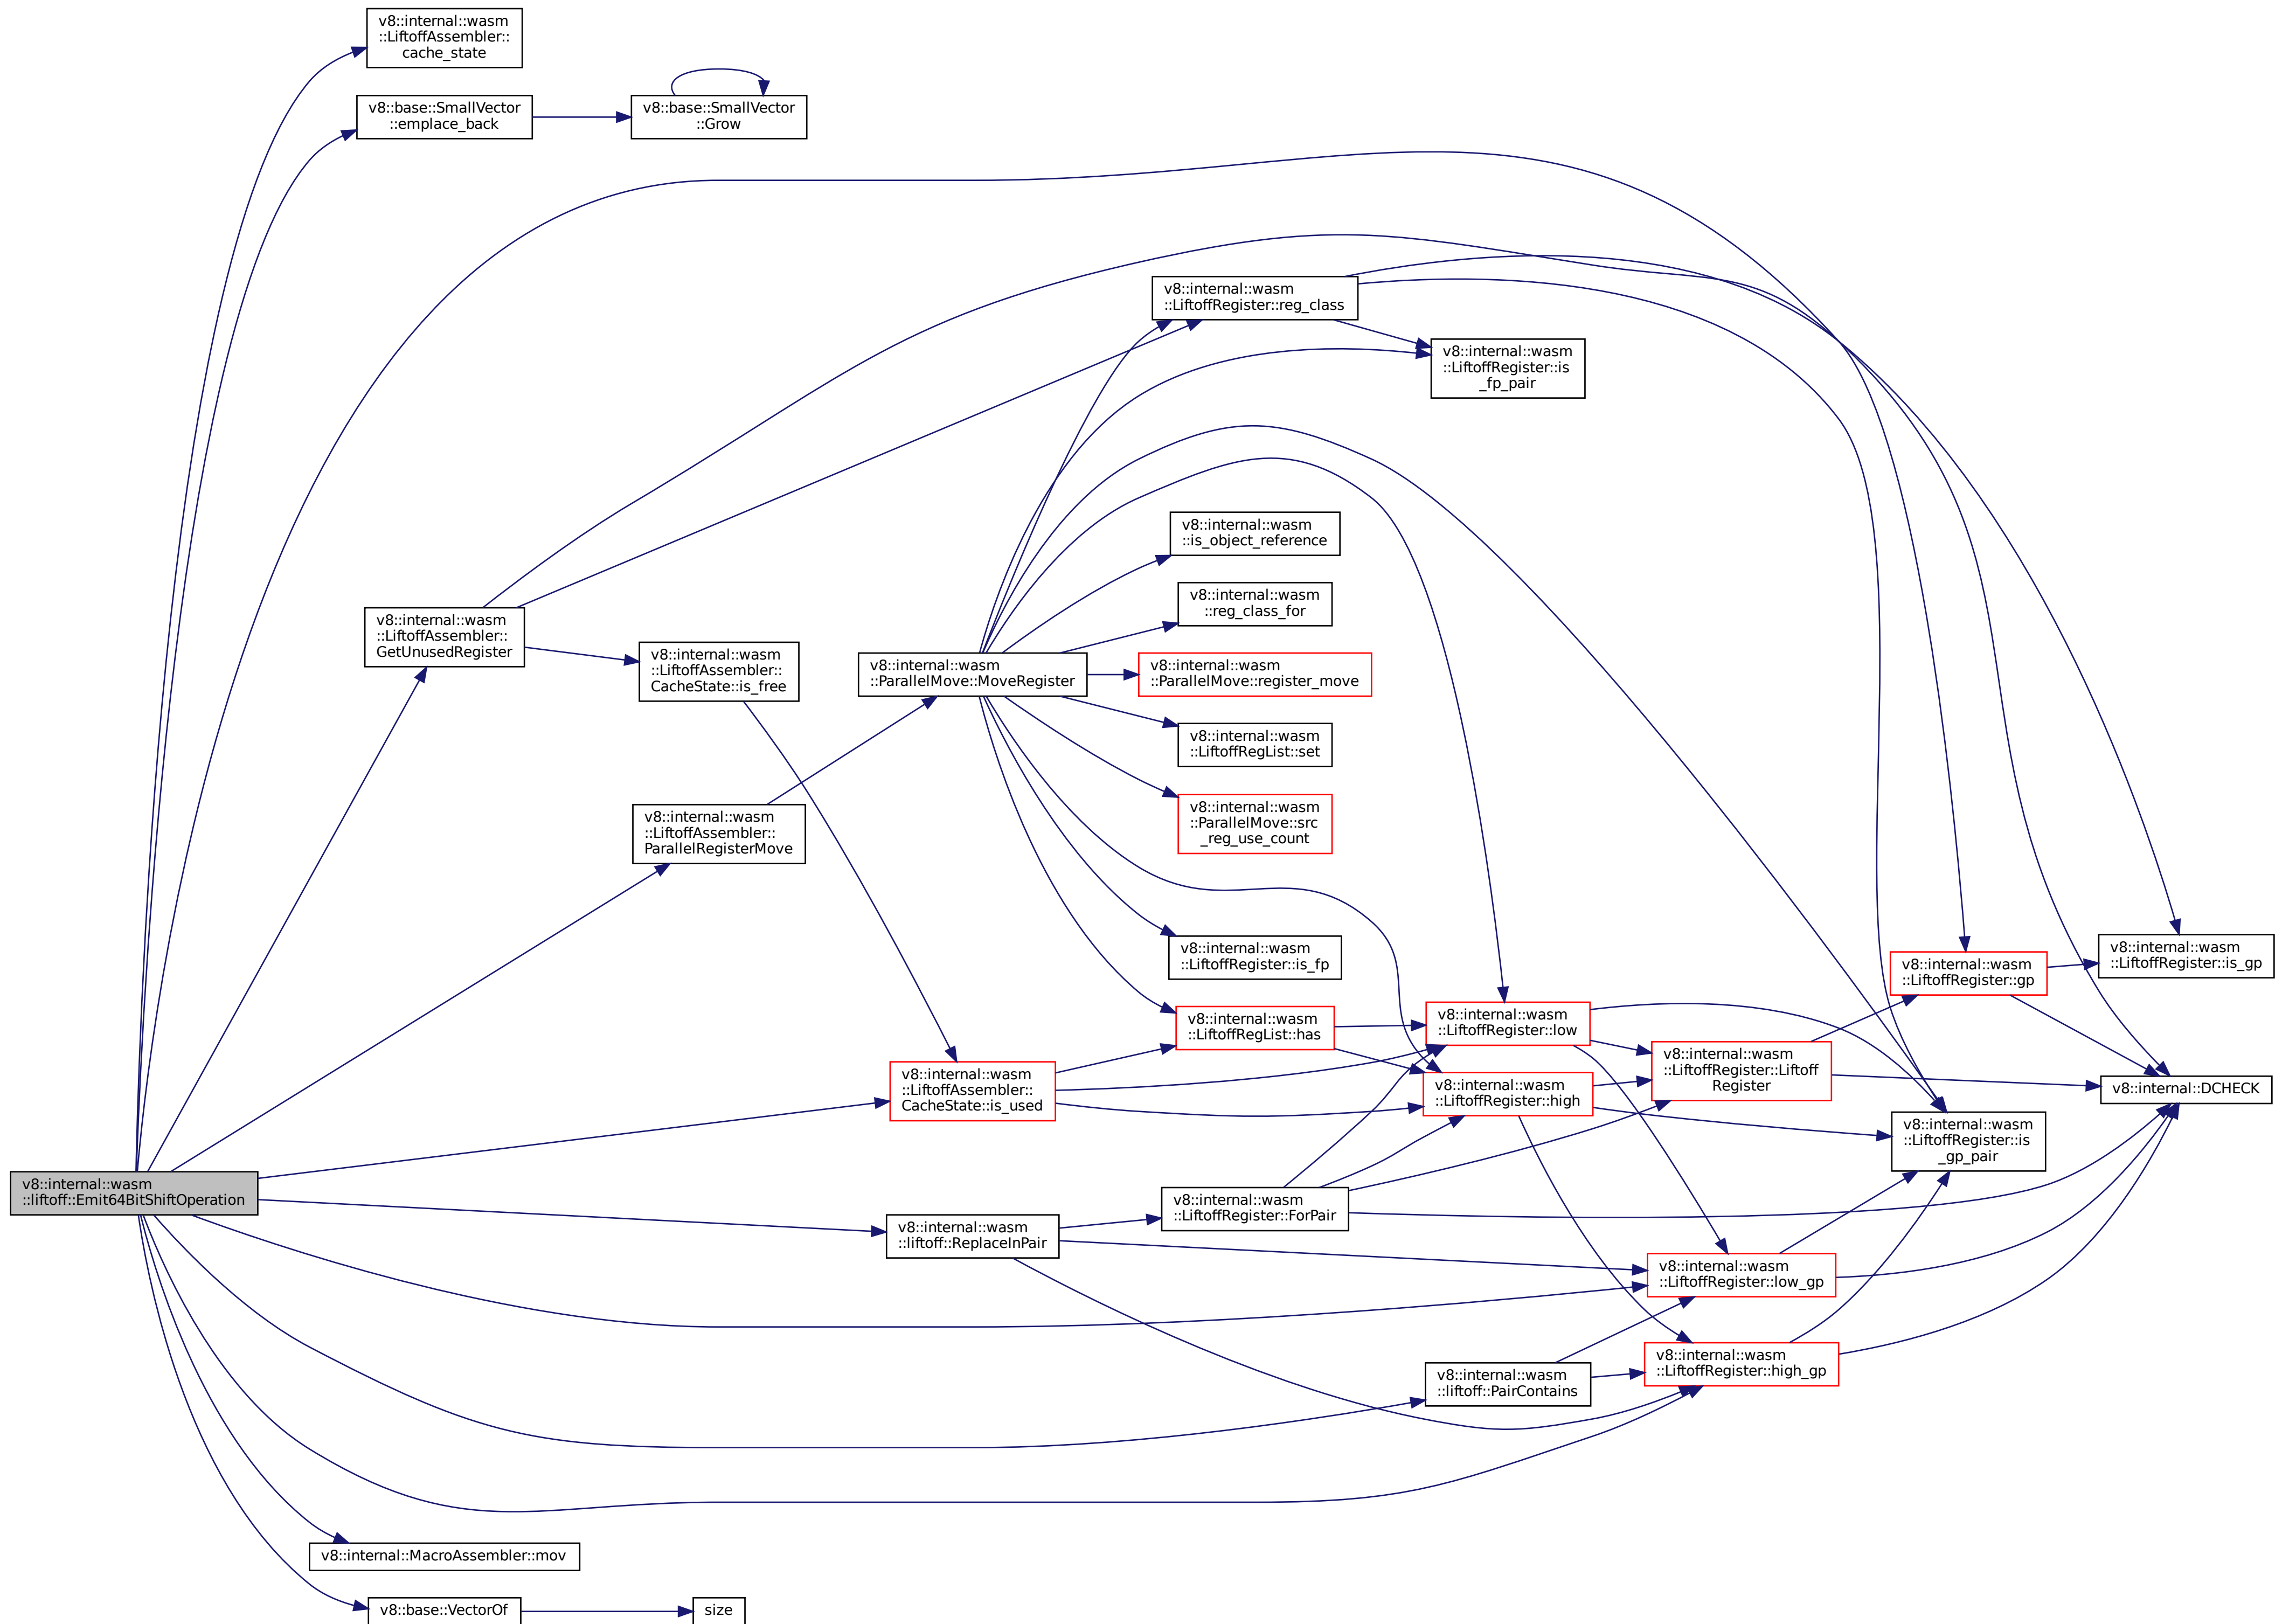 v8::internal::wasm
::LiftoffAssembler::
cache_state
v8::base::SmallVector
::emplace_back
v8::base::SmallVector
::Grow
v8::internal::wasm
::LiftoffRegister::reg_class
v8::internal::wasm
::LiftoffRegister::is
_fp_pair
v8::internal::wasm
::is_object_reference
v8::internal::wasm
::reg_class_for
v8::internal::wasm
::LiftoffAssembler::
GetUnusedRegister
v8::internal::wasm
::LiftoffAssembler::
CacheState::is_free
v8::internal::wasm
::ParallelMove::MoveRegister
v8::internal::wasm
::ParallelMove::register_move
v8::internal::wasm
::LiftoffRegList::set
v8::internal::wasm
::ParallelMove::src
_reg_use_count
v8::internal::wasm
::LiftoffAssembler::
ParallelRegisterMove
v8::internal::wasm
::LiftoffRegister::is_fp
v8::internal::wasm
::LiftoffRegister::is_gp
v8::internal::wasm
::LiftoffRegister::gp
v8::internal::wasm
::LiftoffRegList::has
v8::internal::wasm
::LiftoffRegister::low
v8::internal::wasm
::LiftoffRegister::Liftoff
Register
v8::internal::wasm
::LiftoffAssembler::
CacheState::is_used
v8::internal::wasm
::LiftoffRegister::high
v8::internal::DCHECK
v8::internal::wasm
::LiftoffRegister::is
_gp_pair
v8::internal::wasm
::liftoff::Emit64BitShiftOperation
v8::internal::wasm
::LiftoffRegister::ForPair
v8::internal::wasm
::liftoff::ReplaceInPair
v8::internal::wasm
::LiftoffRegister::low_gp
v8::internal::wasm
::LiftoffRegister::high_gp
v8::internal::wasm
::liftoff::PairContains
v8::internal::MacroAssembler::mov
v8::base::VectorOf
size